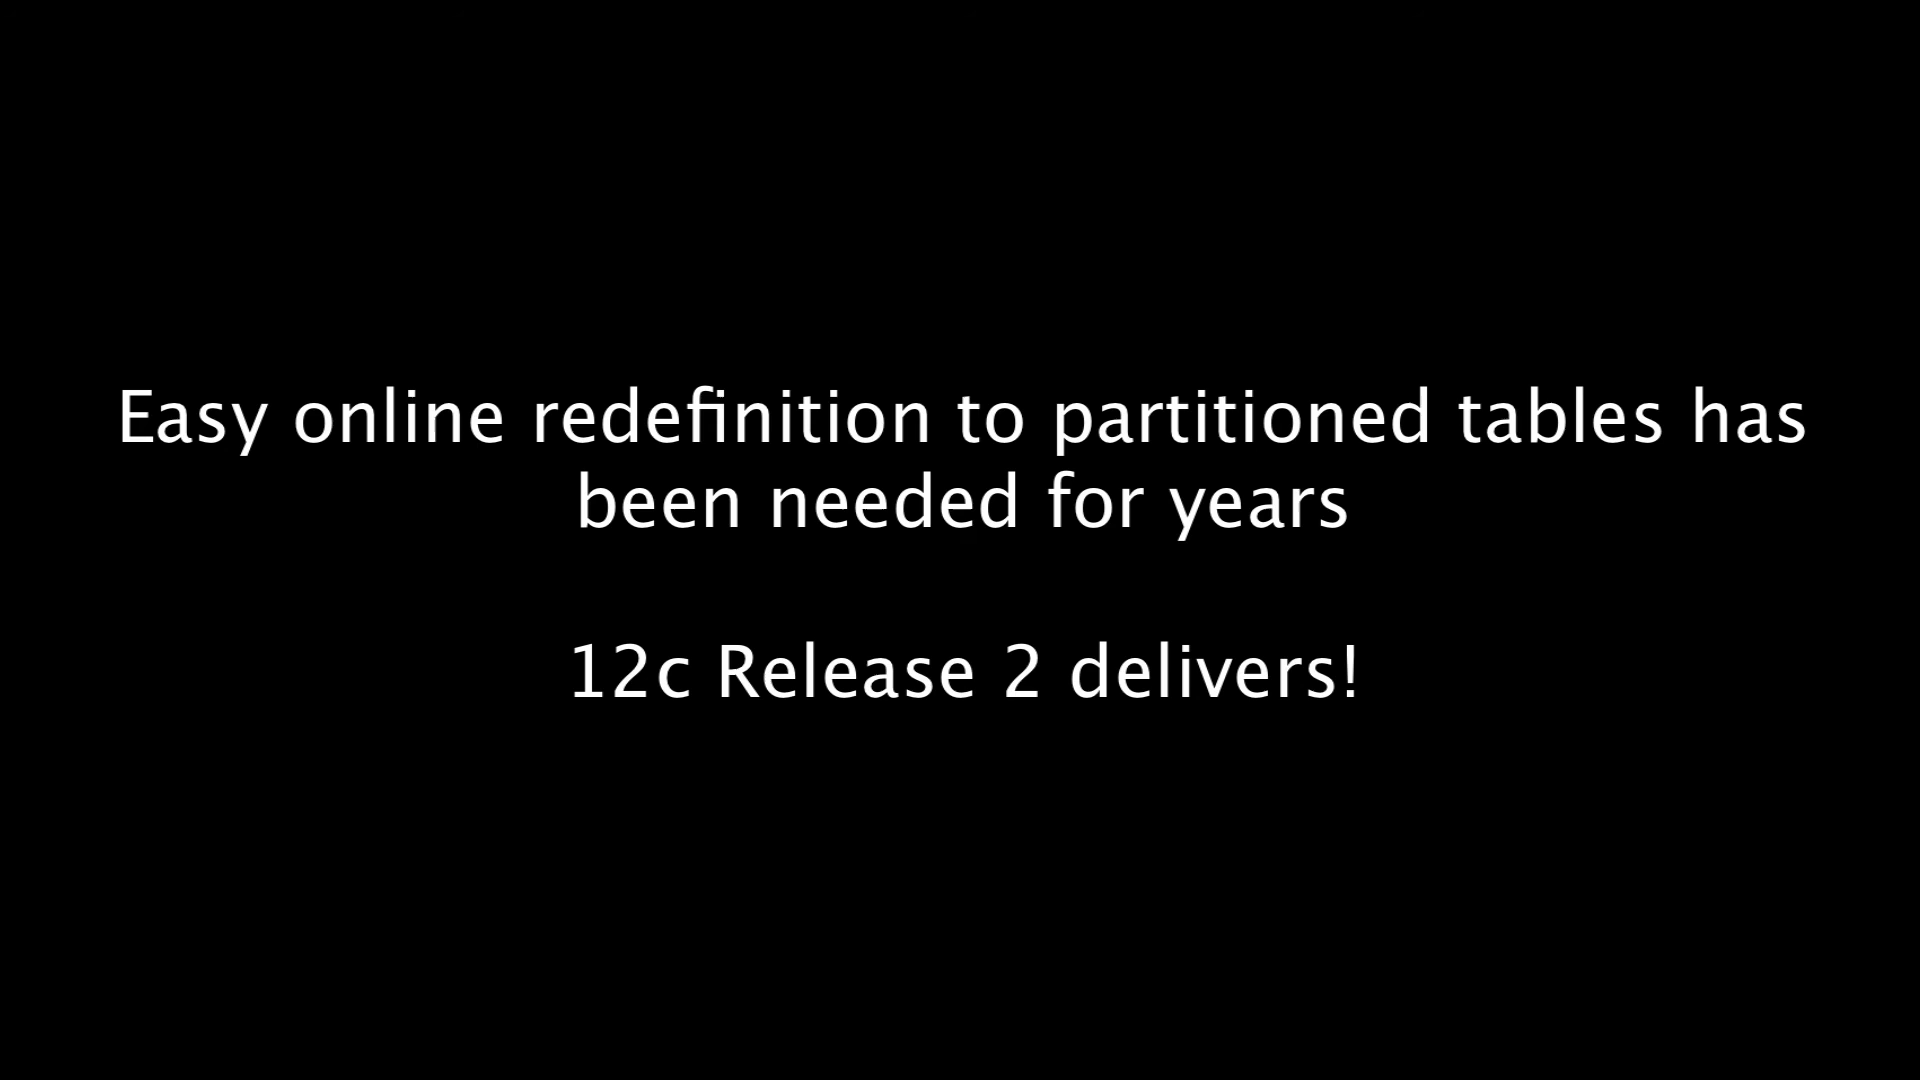 Easy online redefinition to partitioned tables has
been needed for years
12c Release 2 delivers!